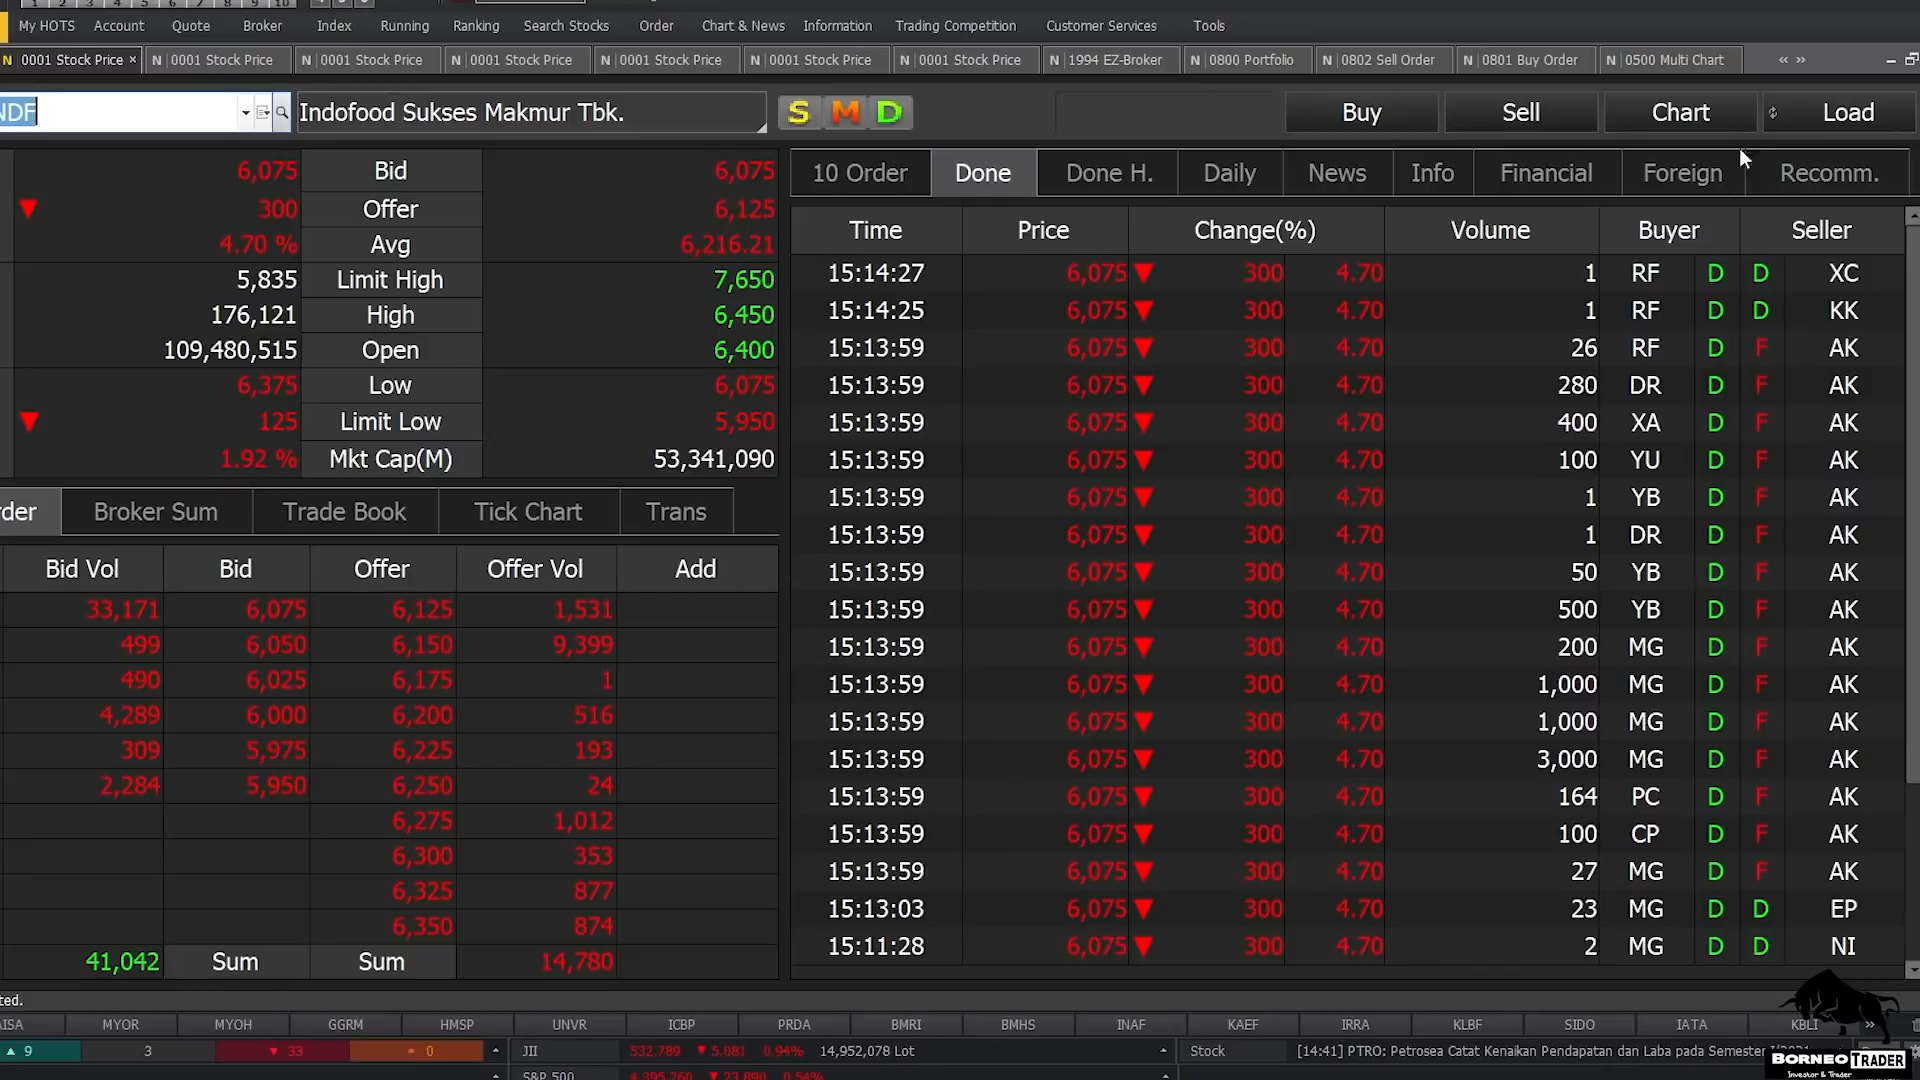 1 2 3 4 5 6 7 8 9 10
My HOTS Account Quote Broker Index Running Ranking Search Stocks Order Chart & News Information Trading Competition Customer Services Tools
N 0001 Stock Price × N 0001 Stock Price N 0001 Stock Price N 0001 Stock Price N 0001 Stock Price N 0001 Stock Price N 0001 Stock Price N 1994 EZ-Broker N 0800 Portfolio N 0802 Sell Order N 0801 Buy Order N 0500 Multi Chart « »
NDF Indofood Sukses Makmur Tbk. S M D Buy Sell Chart Load
6,075 Bid 6,075
▼ 300 Offer 6,125
4.70 % Avg 6,216.21
5,835 Limit High 7,650
176,121 High 6,450
109,480,515 Open 6,400
6,375 Low 6,075
▼ 125 Limit Low 5,950
1.92 % Mkt Cap(M) 53,341,090
der Broker Sum Trade Book Tick Chart Trans
Bid Vol Bid Offer Offer Vol Add
33,171 6,075 6,125 1,531
499 6,050 6,150 9,399
490 6,025 6,175 1
4,289 6,000 6,200 516
309 5,975 6,225 193
2,284 5,950 6,250 24
6,275 1,012
6,300 353
6,325 877
6,350 874
41,042 Sum Sum 14,780
10 Order Done Done H. Daily News Info Financial Foreign Recomm.
Time Price Change(%) Volume Buyer Seller
15:14:27 6,075 ▼ 300 4.70 1 RF D D XC
15:14:25 6,075 ▼ 300 4.70 1 RF D D KK
15:13:59 6,075 ▼ 300 4.70 26 RF D F AK
15:13:59 6,075 ▼ 300 4.70 280 DR D F AK
15:13:59 6,075 ▼ 300 4.70 400 XA D F AK
15:13:59 6,075 ▼ 300 4.70 100 YU D F AK
15:13:59 6,075 ▼ 300 4.70 1 YB D F AK
15:13:59 6,075 ▼ 300 4.70 1 DR D F AK
15:13:59 6,075 ▼ 300 4.70 50 YB D F AK
15:13:59 6,075 ▼ 300 4.70 500 YB D F AK
15:13:59 6,075 ▼ 300 4.70 200 MG D F AK
15:13:59 6,075 ▼ 300 4.70 1,000 MG D F AK
15:13:59 6,075 ▼ 300 4.70 1,000 MG D F AK
15:13:59 6,075 ▼ 300 4.70 3,000 MG D F AK
15:13:59 6,075 ▼ 300 4.70 164 PC D F AK
15:13:59 6,075 ▼ 300 4.70 100 CP D F AK
15:13:59 6,075 ▼ 300 4.70 27 MG D F AK
15:13:03 6,075 ▼ 300 4.70 23 MG D D EP
15:11:28 6,075 ▼ 300 4.70 2 MG D D NI
ted.
AISA MYOR MYOH GGRM HMSP UNVR ICBP PRDA BMRI BMHS INAF KAEF IRRA KLBF SIDO IATA KBLI »
▲ 9 3 ▼ 33 0 JII 532.789 ▼ 5.081 0.94% 14,952,078 Lot Stock [14:41] PTRO: Petrosea Catat Kenaikan Pendapatan dan Laba pada Semester
S&P 500 4,395.260 ▼ 23.890 0.54%
BORNEO TRADER
Investor & Trader